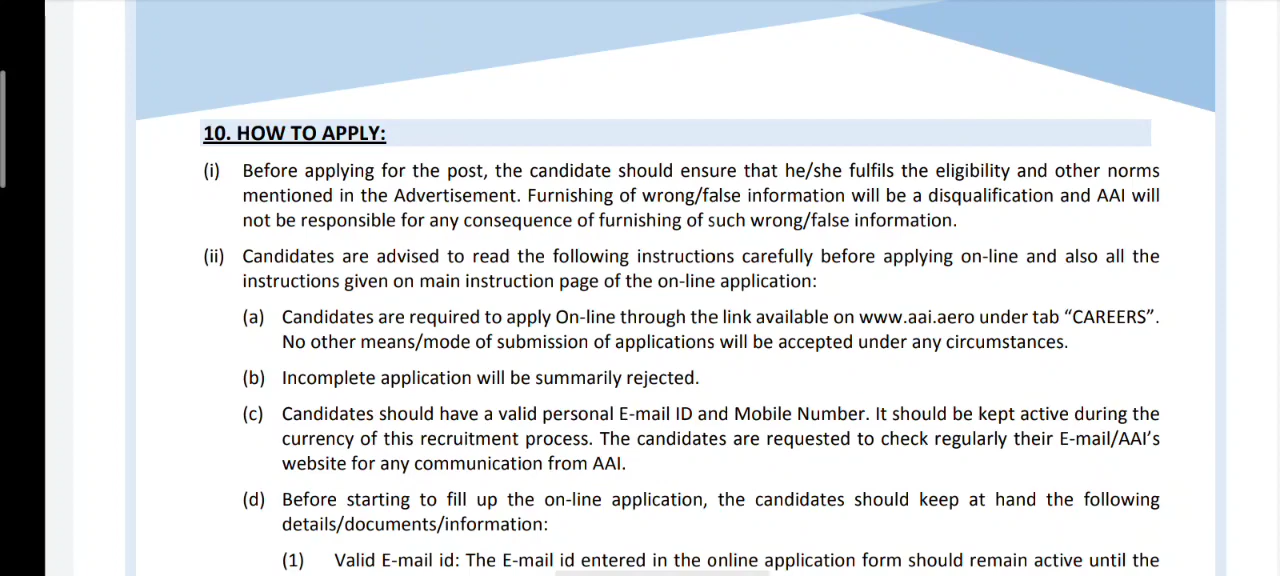 10. HOW TO APPLY:
(i) Before applying for the post, the candidate should ensure that he/she fulfils the eligibility and other norms
mentioned in the Advertisement. Furnishing of wrong/false information will be a disqualification and AAI will
not be responsible for any consequence of furnishing of such wrong/false information.
(ii) Candidates are advised to read the following instructions carefully before applying on-line and also all the
instructions given on main instruction page of the on-line application:
(a) Candidates are required to apply On-line through the link available on www.aai.aero under tab “CAREERS”.
No other means/mode of submission of applications will be accepted under any circumstances.
(b) Incomplete application will be summarily rejected.
(c) Candidates should have a valid personal E-mail ID and Mobile Number. It should be kept active during the
currency of this recruitment process. The candidates are requested to check regularly their E-mail/AAI’s
website for any communication from AAI.
(d) Before starting to fill up the on-line application, the candidates should keep at hand the following
details/documents/information:
(1) Valid E-mail id: The E-mail id entered in the online application form should remain active until the